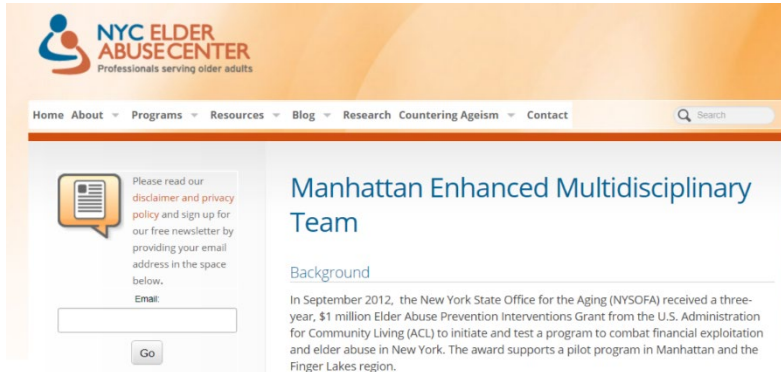 NYC ELDER
ABUSE CENTER
Professionals serving older adults
Home About Programs Resources Blog Research Countering Ageism Contact
Search
Please read our
disclaimer and privacy
policy and sign up for
our free newsletter by
providing your email
address in the space
below.
Email:
Go
Manhattan Enhanced Multidisciplinary
Team
Background
In September 2012, the New York State Office for the Aging (NYSOFA) received a three-
year, $1 million Elder Abuse Prevention Interventions Grant from the U.S. Administration
for Community Living (ACL) to initiate and test a program to combat financial exploitation
and elder abuse in New York. The award supports a pilot program in Manhattan and the
Finger Lakes region.